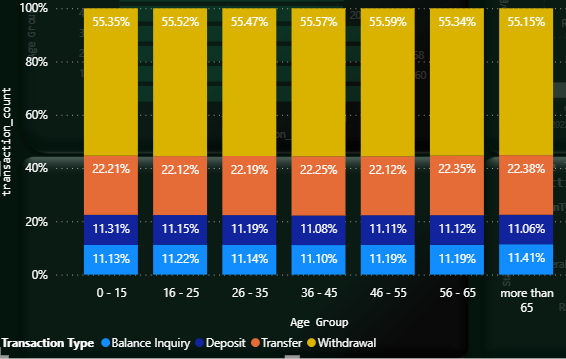 100%
55.35% 55.52% 55.47% 55.57% 55.59% 55.34% 55.15%
80%
60%
40%
22.21% 22.12% 22.19% 22.25% 22.12% 22.35% 22.38%
20%
11.31% 11.15% 11.19% 11.08% 11.11% 11.12% 11.06%
11.13% 11.22% 11.14% 11.10% 11.19% 11.19% 11.41%
0%
transaction_count
0 - 15 16 - 25 26 - 35 36 - 45 46 - 55 56 - 65 more than
65
Age Group
Transaction Type Balance Inquiry Deposit Transfer Withdrawal